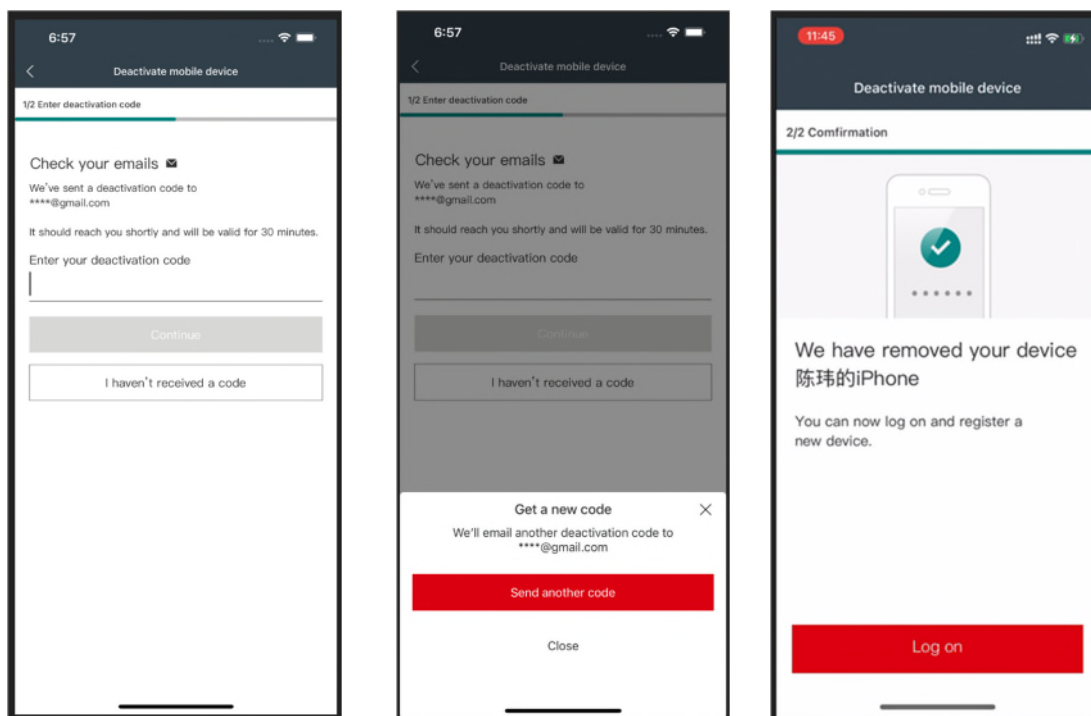 6:57
Deactivate mobile device
1/2 Enter deactivation code
Check your emails
We've sent a deactivation code to
****@gmail.com
It should reach you shortly and will be valid for 30 minutes.
Enter your deactivation code
Continue
I haven't received a code
6:57
Deactivate mobile device
1/2 Enter deactivation code
Check your emails
We've sent a deactivation code to
****@gmail.com
It should reach you shortly and will be valid for 30 minutes.
Enter your deactivation code
Continue
I haven't received a code
Get a new code
We'll email another deactivation code to
****@gmail.com
Send another code
Close
11:45
Deactivate mobile device
2/2 Comfirmation
We have removed your device
陈玮的iPhone
You can now log on and register a
new device.
Log on